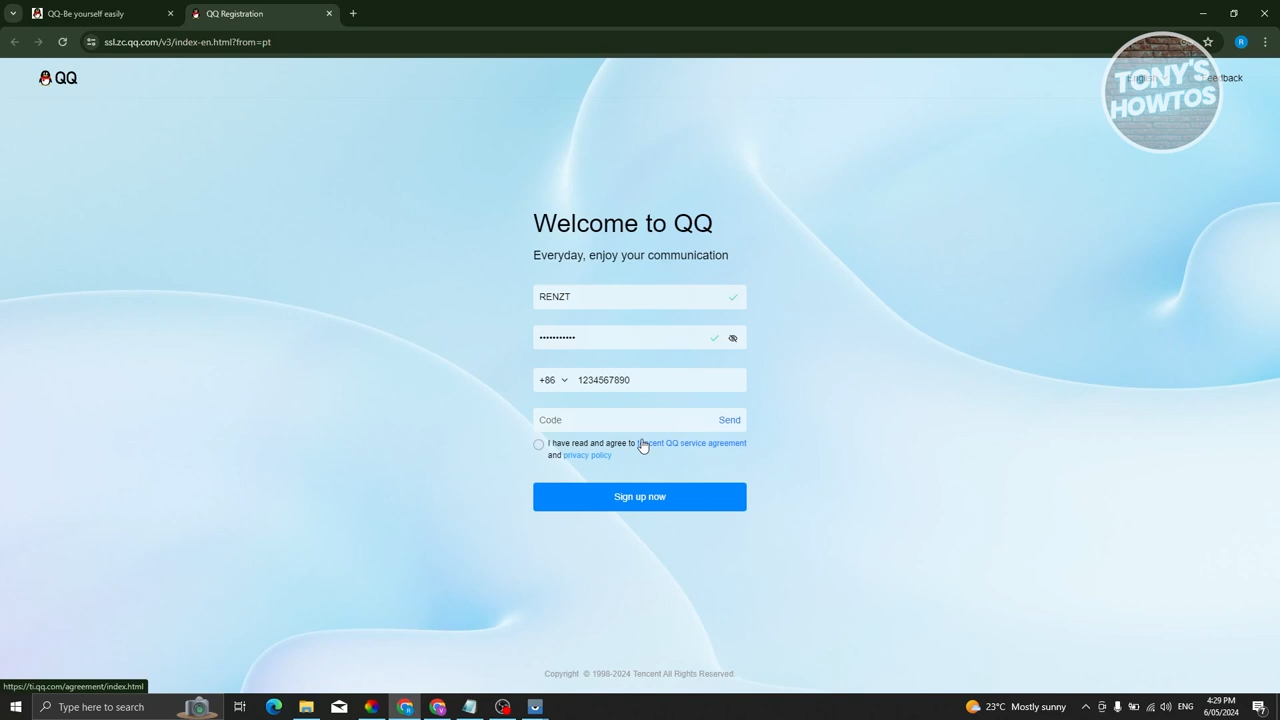 QQ-Be yourself easily
QQ Registration
ssl.zc.qq.com/v3/index-en.html?from=pt
R
QQ
English
Feedback
TONY'S
HOWTOS
Welcome to QQ
Everyday, enjoy your communication
RENZT
•••••••••••
+86 1234567890
Code Send
I have read and agree to tencent QQ service agreement
and privacy policy
Sign up now
Copyright © 1998-2024 Tencent All Rights Reserved.
https://ti.qq.com/agreement/index.html
Type here to search
23°C Mostly sunny
ENG
4:29 PM
6/05/2024